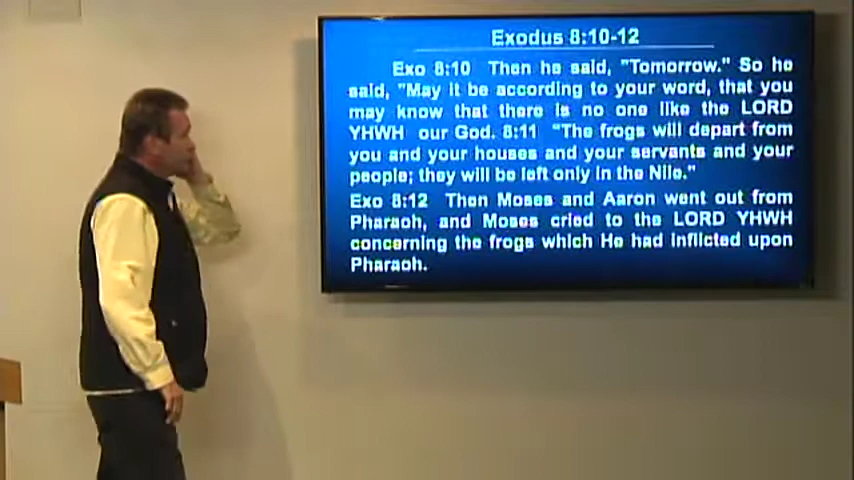 Exodus 8:10-12
Exo 8:10 Then he said, "Tomorrow." So he
said, "May it be according to your word, that you
may know that there is no one like the LORD
YHWH our God. 8:11 "The frogs will depart from
you and your houses and your servants and your
people; they will be left only in the Nile."
Exo 8:12 Then Moses and Aaron went out from
Pharaoh, and Moses cried to the LORD YHWH
concerning the frogs which He had inflicted upon
Pharaoh.